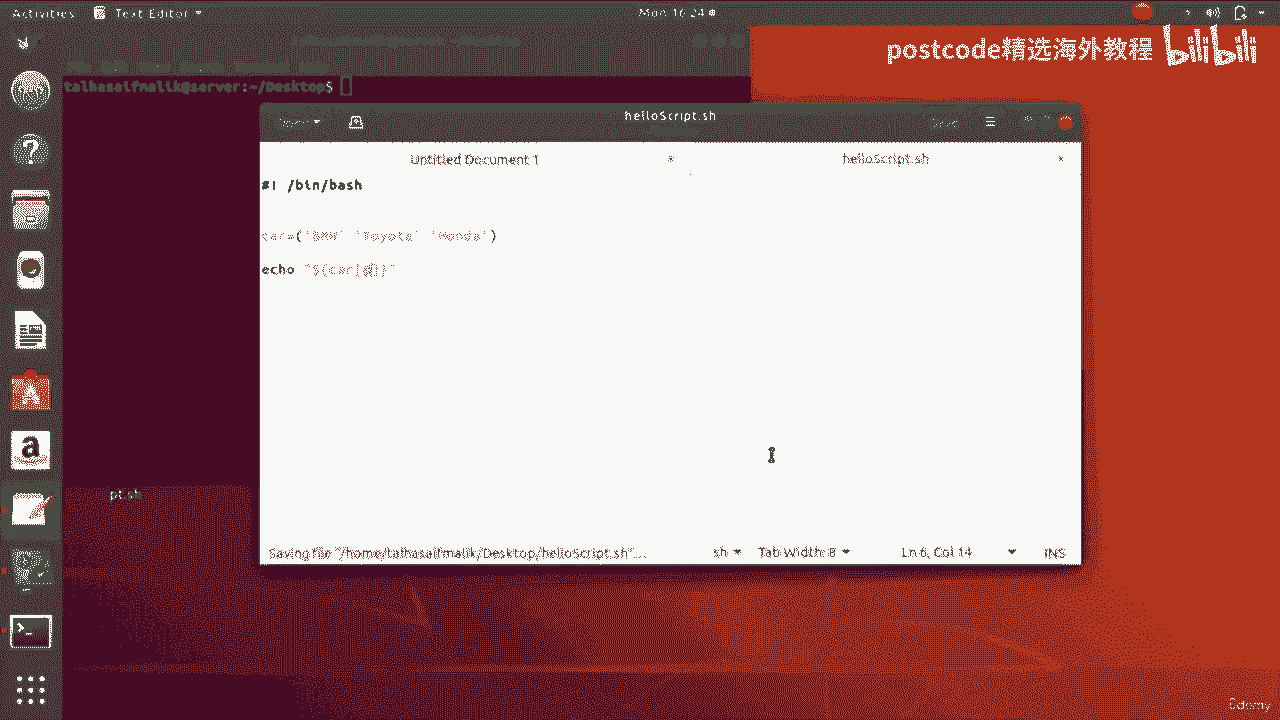 Activities Text Editor Mon 16:24
postcode精选海外教程 bilibili
talhasaifmalik@server:~/Desktop$
helloScript.sh
Save
Untitled Document 1 × helloScript.sh ×
#! /bin/bash
car=('BMW' 'Toyota' 'Honda')
echo "${car[@]}"
pt.sh
Saving file "/home/talhasaifmalik/Desktop/helloScript.sh"... sh Tab Width: 8 Ln 6, Col 14 INS
Udemy